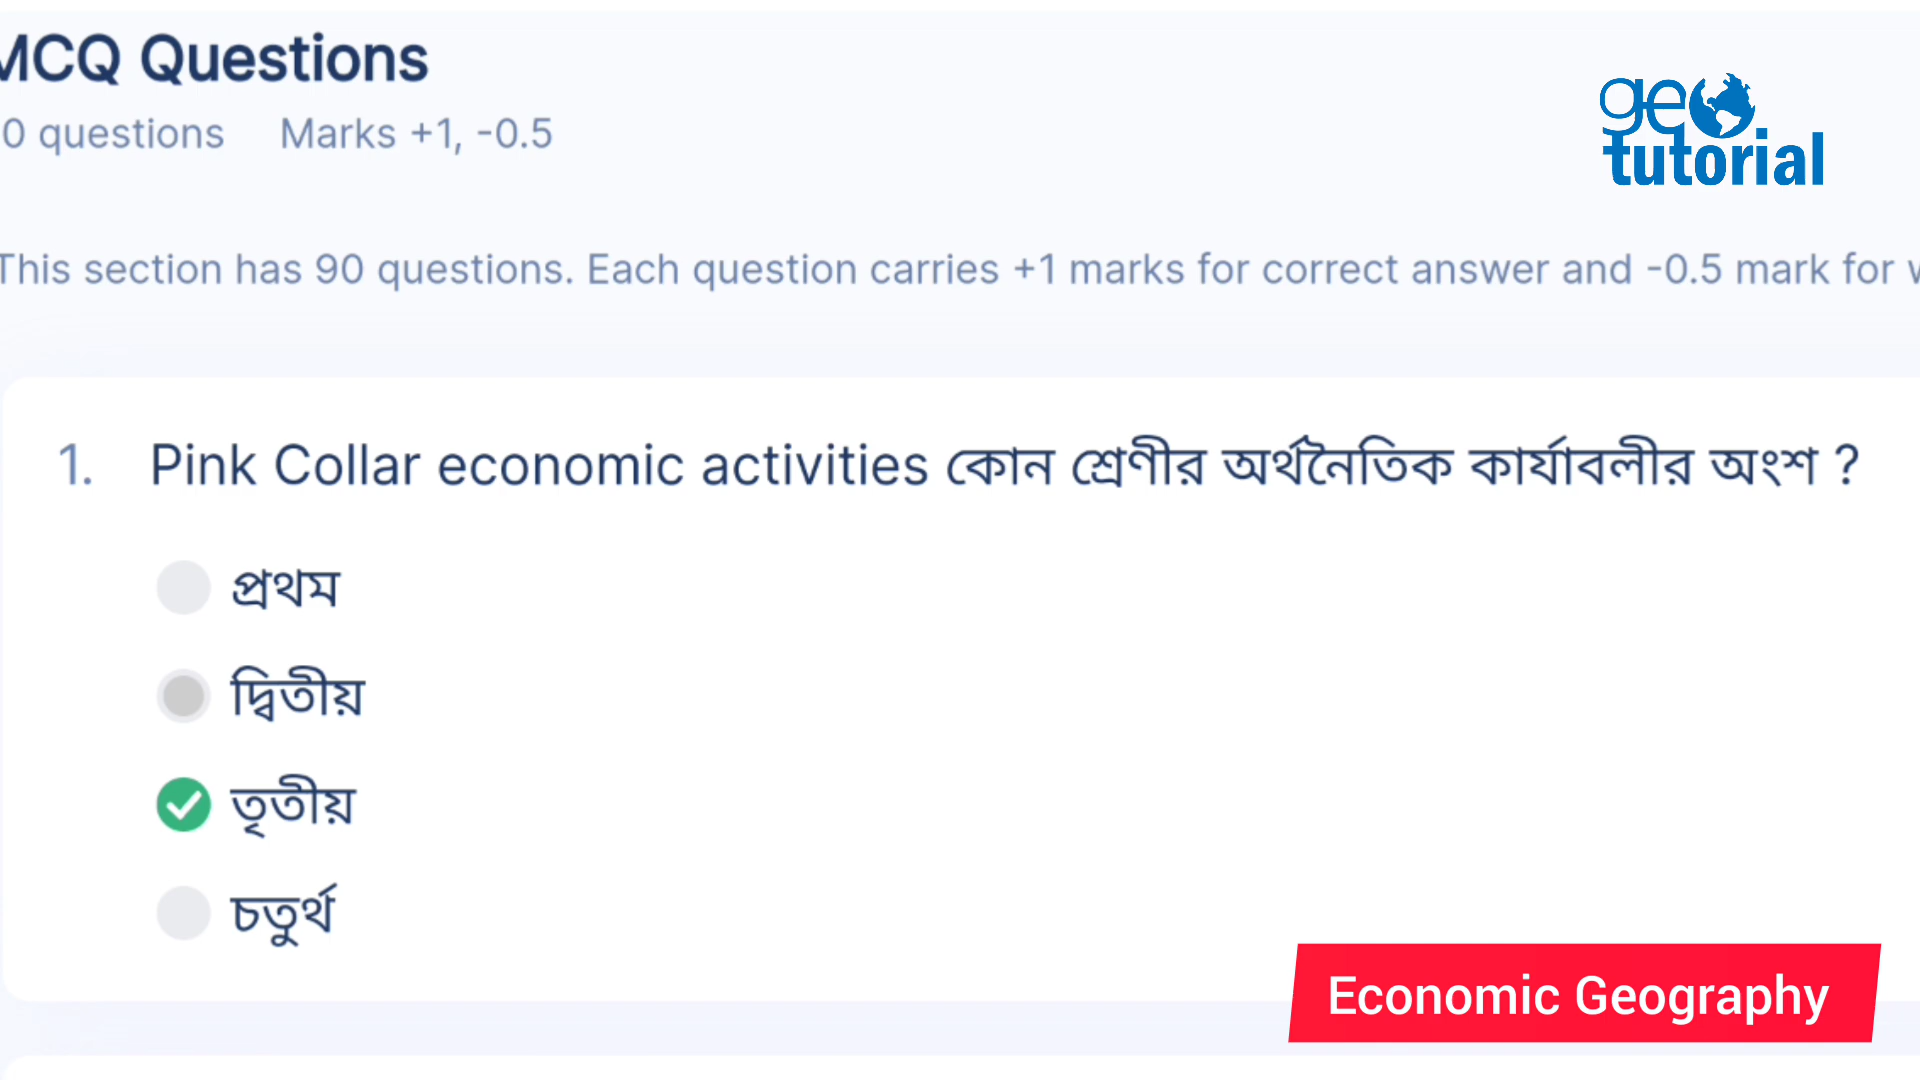 MCQ Questions
0 questions Marks +1, -0.5
geo
tutorial
This section has 90 questions. Each question carries +1 marks for correct answer and -0.5 mark for
1. Pink Collar economic activities কোন শ্রেণীর অর্থনৈতিক কার্যাবলীর অংশ ?
প্রথম
দ্বিতীয়
তৃতীয়
চতুর্থ
Economic Geography